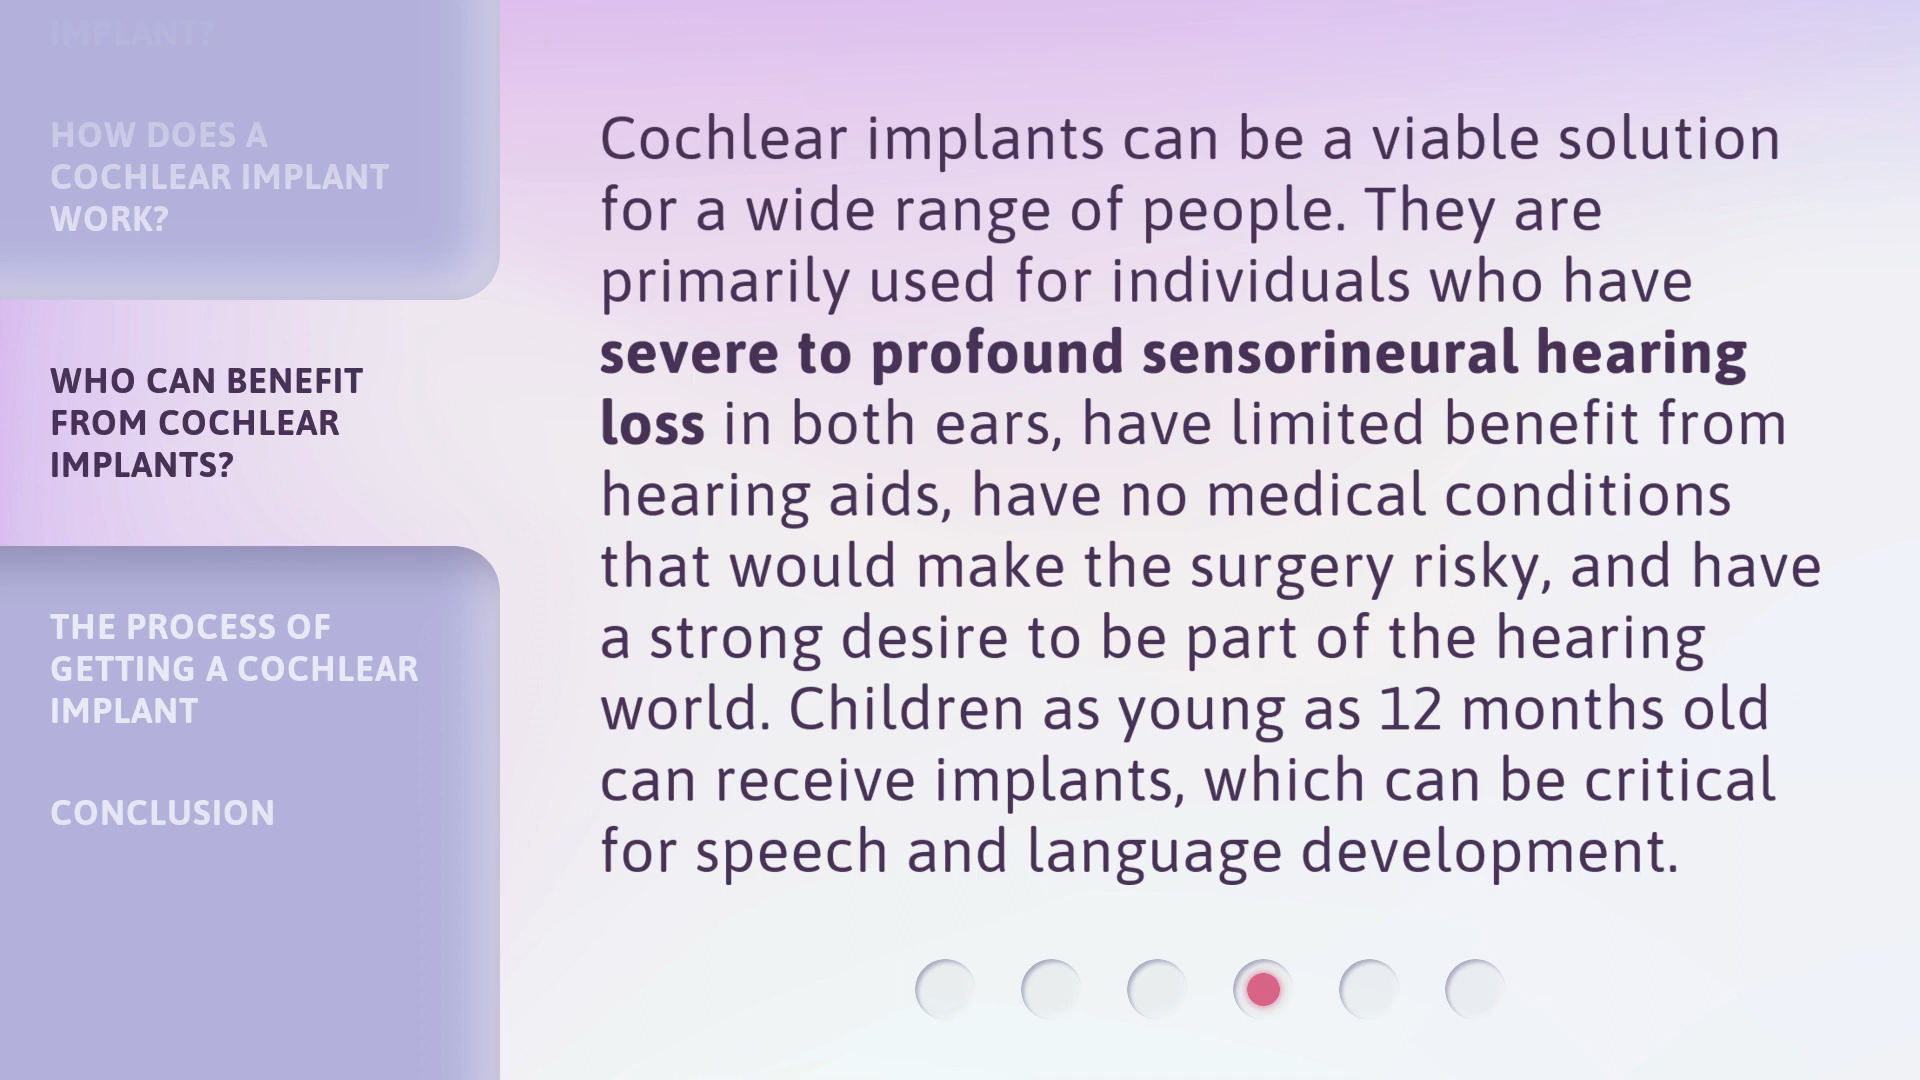 IMPLANT?
HOW DOES A
COCHLEAR IMPLANT
WORK?
WHO CAN BENEFIT
FROM COCHLEAR
IMPLANTS?
THE PROCESS OF
GETTING A COCHLEAR
IMPLANT
CONCLUSION
Cochlear implants can be a viable solution
for a wide range of people. They are
primarily used for individuals who have
severe to profound sensorineural hearing
loss in both ears, have limited benefit from
hearing aids, have no medical conditions
that would make the surgery risky, and have
a strong desire to be part of the hearing
world. Children as young as 12 months old
can receive implants, which can be critical
for speech and language development.